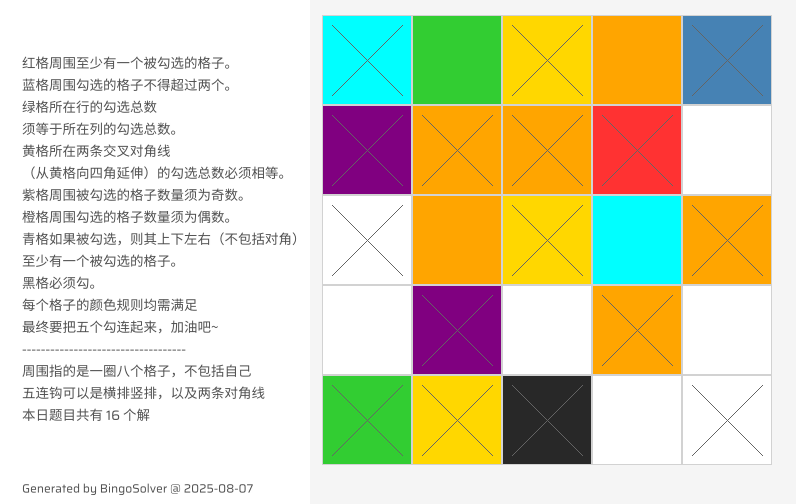 红格周围至少有一个被勾选的格子。
蓝格周围勾选的格子不得超过两个。
绿格所在行的勾选总数
须等于所在列的勾选总数。
黄格所在两条交叉对角线
（从黄格向四角延伸）的勾选总数必须相等。
紫格周围被勾选的格子数量须为奇数。
橙格周围勾选的格子数量须为偶数。
青格如果被勾选，则其上下左右（不包括对角）
至少有一个被勾选的格子。
黑格必须勾。
每个格子的颜色规则均需满足
最终要把五个勾连起来，加油吧~
----------------------------------
周围指的是一圈八个格子，不包括自己
五连钩可以是横排竖排，以及两条对角线
本日题目共有 16 个解
Generated by BingoSolver @ 2025-08-07